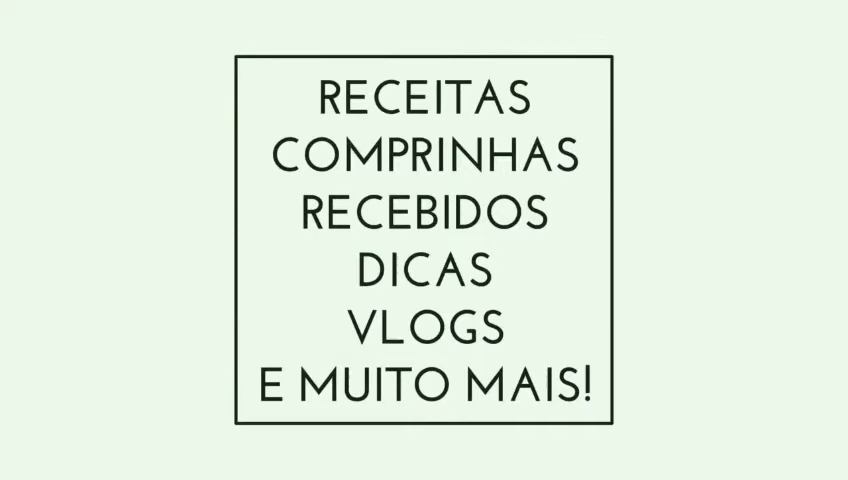 RECEITAS
COMPRINHAS
RECEBIDOS
DICAS
VLOGS
E MUITO MAIS!